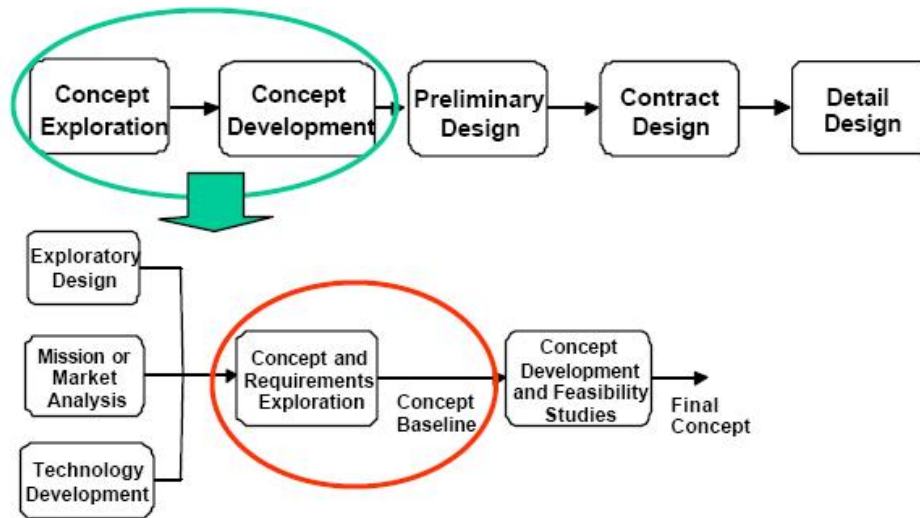 Concept
Exploration
Concept
Development
Preliminary
Design
Contract
Design
Detail
Design
Exploratory
Design
Mission or
Market
Analysis
Technology
Development
Concept and
Requirements
Exploration
Concept
Baseline
Concept
Development
and Feasibility
Studies
Final
Concept